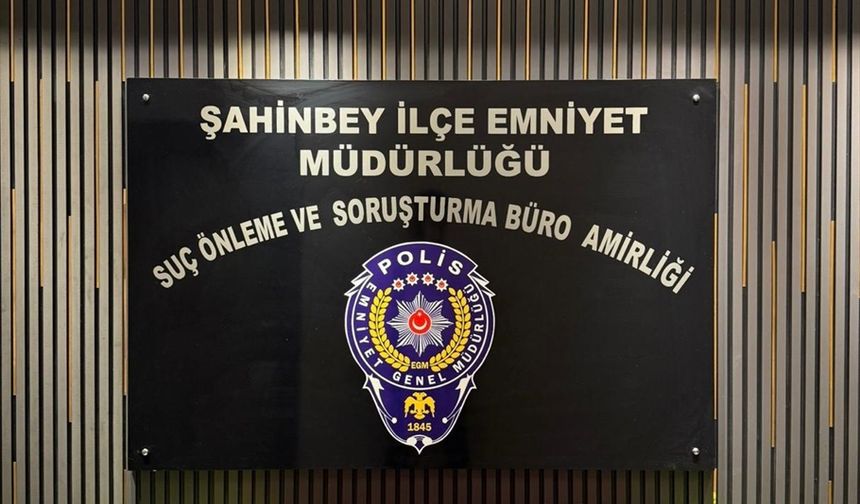 ŞAHİNBEY İLÇE EMNİYET
MÜDÜRLÜĞÜ
SUÇ ÖNLEME VE SORUŞTURMA BÜRO AMİRLİĞİ
POLİS
EMNİYET GENEL MÜDÜRLÜĞÜ
EGM
1845